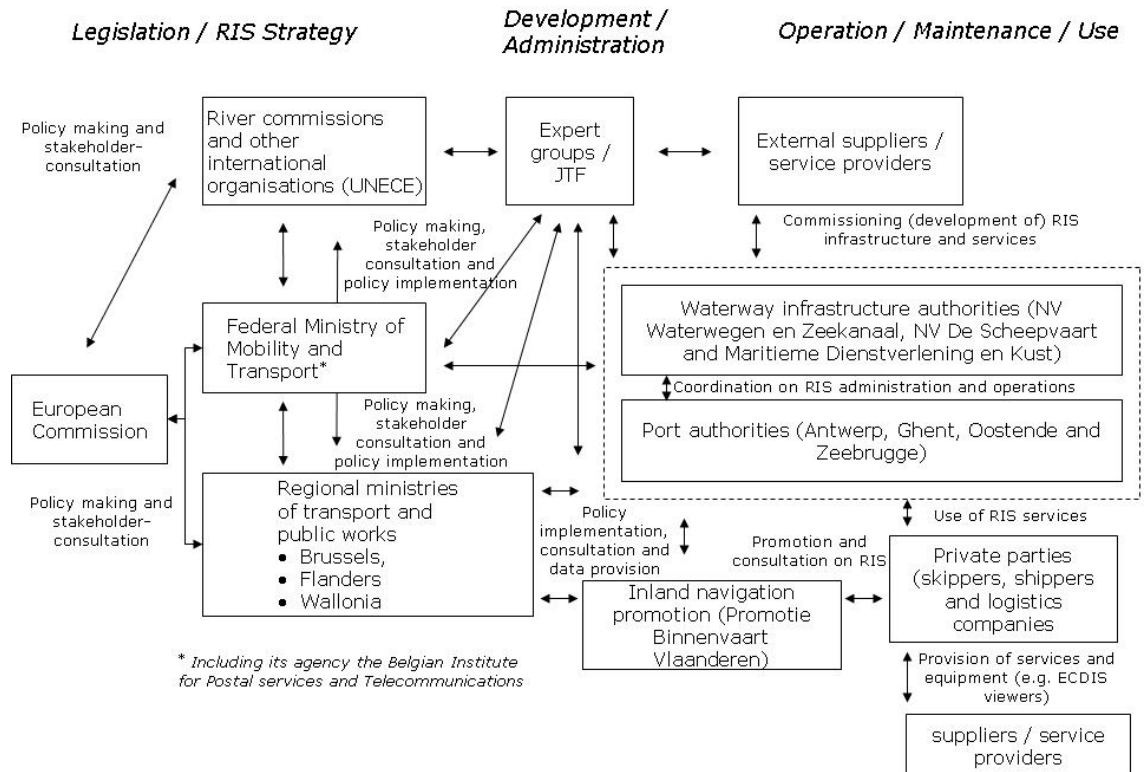 Legislation / RIS Strategy
Development /
Administration
Operation / Maintenance / Use
Policy making and
stakeholder-
consultation
River commissions
and other
international
organisations (UNECE)
Expert
groups /
JTF
External suppliers /
service providers
Policy making,
stakeholder
consultation and
policy implementation
Commissioning (development of) RIS
infrastructure and services
Federal Ministry of
Mobility and
Transport*
Waterway infrastructure authorities (NV
Waterwegen en Zeekanaal, NV De Scheepvaart
and Maritieme Dienstverlening en Kust)
Coordination on RIS administration and operations
Port authorities (Antwerp, Ghent, Oostende and
Zeebrugge)
European
Commission
Policy making,
stakeholder
consultation and
policy implementation
Policy making and
stakeholder-
consultation
Regional ministries
of transport and
public works
• Brussels,
• Flanders
• Wallonia
Policy
implementation,
consultation and
data provision
Use of RIS services
Promotion and
consultation on RIS
Private parties
(skippers, shippers
and logistics
companies
Inland navigation
promotion (Promotie
Binnenvaart
Vlaanderen)
* Including its agency the Belgian Institute
for Postal services and Telecommunications
Provision of services and
equipment (e.g. ECDIS
viewers)
suppliers / service
providers